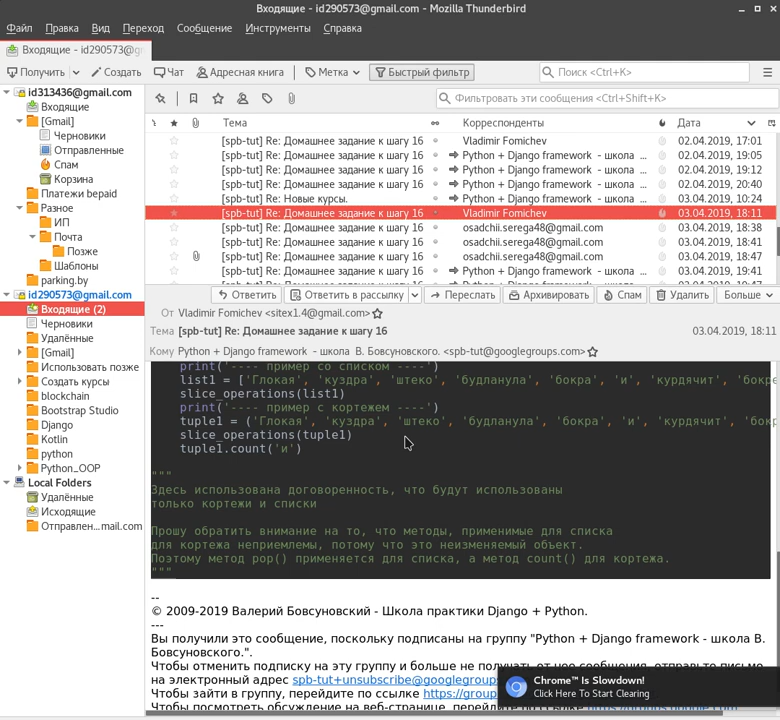 Входящие - id290573@gmail.com - Mozilla Thunderbird
Файл Правка Вид Переход Сообщение Инструменты Справка
Входящие - id290573@g
Получить Создать Чат Адресная книга Метка Быстрый фильтр Поиск <Ctrl+K>
Фильтровать эти сообщения <Ctrl+Shift+K>
id313436@gmail.com
Входящие
[Gmail]
Черновики
Отправленные
Спам
Корзина
Платежи bepaid
Разное
ИП
Почта
Позже
Шаблоны
parking.by
id290573@gmail.com
Входящие (2)
Черновики
Удалённые
[Gmail]
Использовать позже
Создать курсы
blockchain
Bootstrap Studio
Django
Kotlin
python
Python_OOP
Local Folders
Удалённые
Исходящие
Отправлен...mail.com
Тема Корреспонденты Дата
[spb-tut] Re: Домашнее задание к шагу 16 Vladimir Fomichev 02.04.2019, 17:01
[spb-tut] Re: Домашнее задание к шагу 16 Python + Django framework - школа ... 02.04.2019, 19:05
[spb-tut] Re: Домашнее задание к шагу 16 Python + Django framework - школа ... 02.04.2019, 19:12
[spb-tut] Re: Домашнее задание к шагу 16 Python + Django framework - школа ... 02.04.2019, 20:40
[spb-tut] Re: Новые курсы. Python + Django framework - школа ... 03.04.2019, 10:24
[spb-tut] Re: Домашнее задание к шагу 16 Vladimir Fomichev 03.04.2019, 18:11
[spb-tut] Re: Домашнее задание к шагу 16 osadchii.serega48@gmail.com 03.04.2019, 18:38
[spb-tut] Re: Домашнее задание к шагу 16 osadchii.serega48@gmail.com 03.04.2019, 18:41
[spb-tut] Re: Домашнее задание к шагу 16 osadchii.serega48@gmail.com 03.04.2019, 18:47
[spb-tut] Re: Домашнее задание к шагу 16 Python + Django framework - школа ... 03.04.2019, 19:41
Ответить Ответить в рассылку Переслать Архивировать Спам Удалить Больше
От Vladimir Fomichev <sitex1.4@gmail.com>
Тема [spb-tut] Re: Домашнее задание к шагу 16 03.04.2019, 18:11
Кому Python + Django framework - школа В. Бовсуновского. <spb-tut@googlegroups.com>
print('---- пример со списком ----')
list1 = ['Глокая', 'куздра', 'штеко', 'будланула', 'бокра', 'и', 'курдячит', 'бокре
slice_operations(list1)
print('---- пример с кортежем ----')
tuple1 = ('Глокая', 'куздра', 'штеко', 'будланула', 'бокра', 'и', 'курдячит', 'бокр
slice_operations(tuple1)
tuple1.count('и')
"""
Здесь использована договоренность, что будут использованы
только кортежи и списки
Прошу обратить внимание на то, что методы, применимые для списка
для кортежа неприемлемы, потому что это неизменяемый объект.
Поэтому метод pop() применяется для списка, а метод count() для кортежа.
"""
--
© 2009-2019 Валерий Бовсуновский - Школа практики Django + Python.
---
Вы получили это сообщение, поскольку подписаны на группу "Python + Django framework - школа В.
Бовсуновского.".
Чтобы отменить подписку на эту группу и больше не получать от нее сообщения, отправьте письмо
на электронный адрес spb-tut+unsubscribe@googlegroups
Чтобы зайти в группу, перейдите по ссылке https://group
Чтобы посмотреть обсуждение на веб-странице, перейдите по ссылке https://groups.google.com
Chrome™ Is Slowdown!
Click Here To Start Clearing